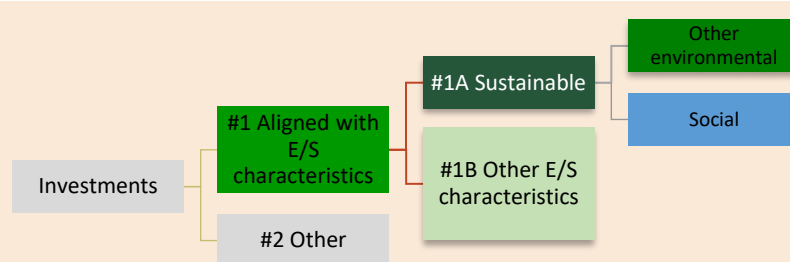 Other
environmental
#1A Sustainable
#1 Aligned with
E/S
characteristics
Social
#1B Other E/S
characteristics
Investments
#2 Other